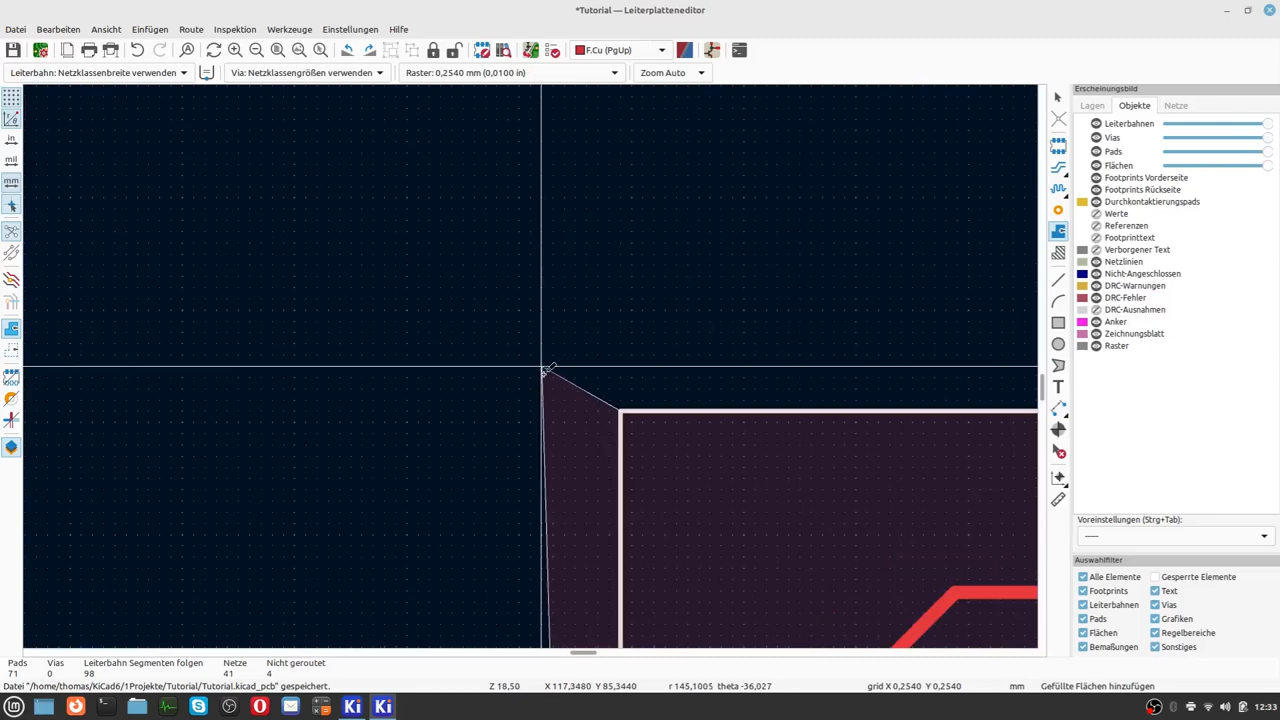 *Tutorial — Leiterplatteneditor
Datei Bearbeiten Ansicht Einfügen Routen Inspektion Werkzeuge Einstellungen Hilfe
F.Cu (PgUp)
Leiterbahn: Netzklassenbreite verwenden Via: Netzklassengrößen verwenden Raster: 0,2540 mm (0,0100 in) Zoom Auto
in
mil
mm
Erscheinungsbild
Lagen Objekte Netze
Leiterbahnen
Vias
Pads
Flächen
Footprints Vorderseite
Footprints Rückseite
Durchkontaktierungspads
Werte
Referenzen
Footprinttext
Verborgener Text
Netzlinien
Nicht-Angeschlossen
DRC-Warnungen
DRC-Fehler
DRC-Ausnahmen
Anker
Zeichnungsblatt
Raster
Voreinstellungen (Strg+Tab):
-----
Auswahlfilter
Alle Elemente Gesperrte Elemente
Footprints Text
Leiterbahnen Vias
Pads Grafiken
Flächen Regelbereiche
Bemaßungen Sonstiges
Pads Vias Leiterbahn Segmenten folgen Netze Nicht geroutet
71 0 98 41 4
Datei "/home/thomas/KiCad6/1Projekte/Tutorial/Tutorial.kicad_pcb" gespeichert. Z 18,50 X 117,3480 Y 85,3440 r 145,1005 theta -36,027 grid X 0,2540 Y 0,2540 mm Gefüllte Flächen hinzufügen
Ki Ki 12:33